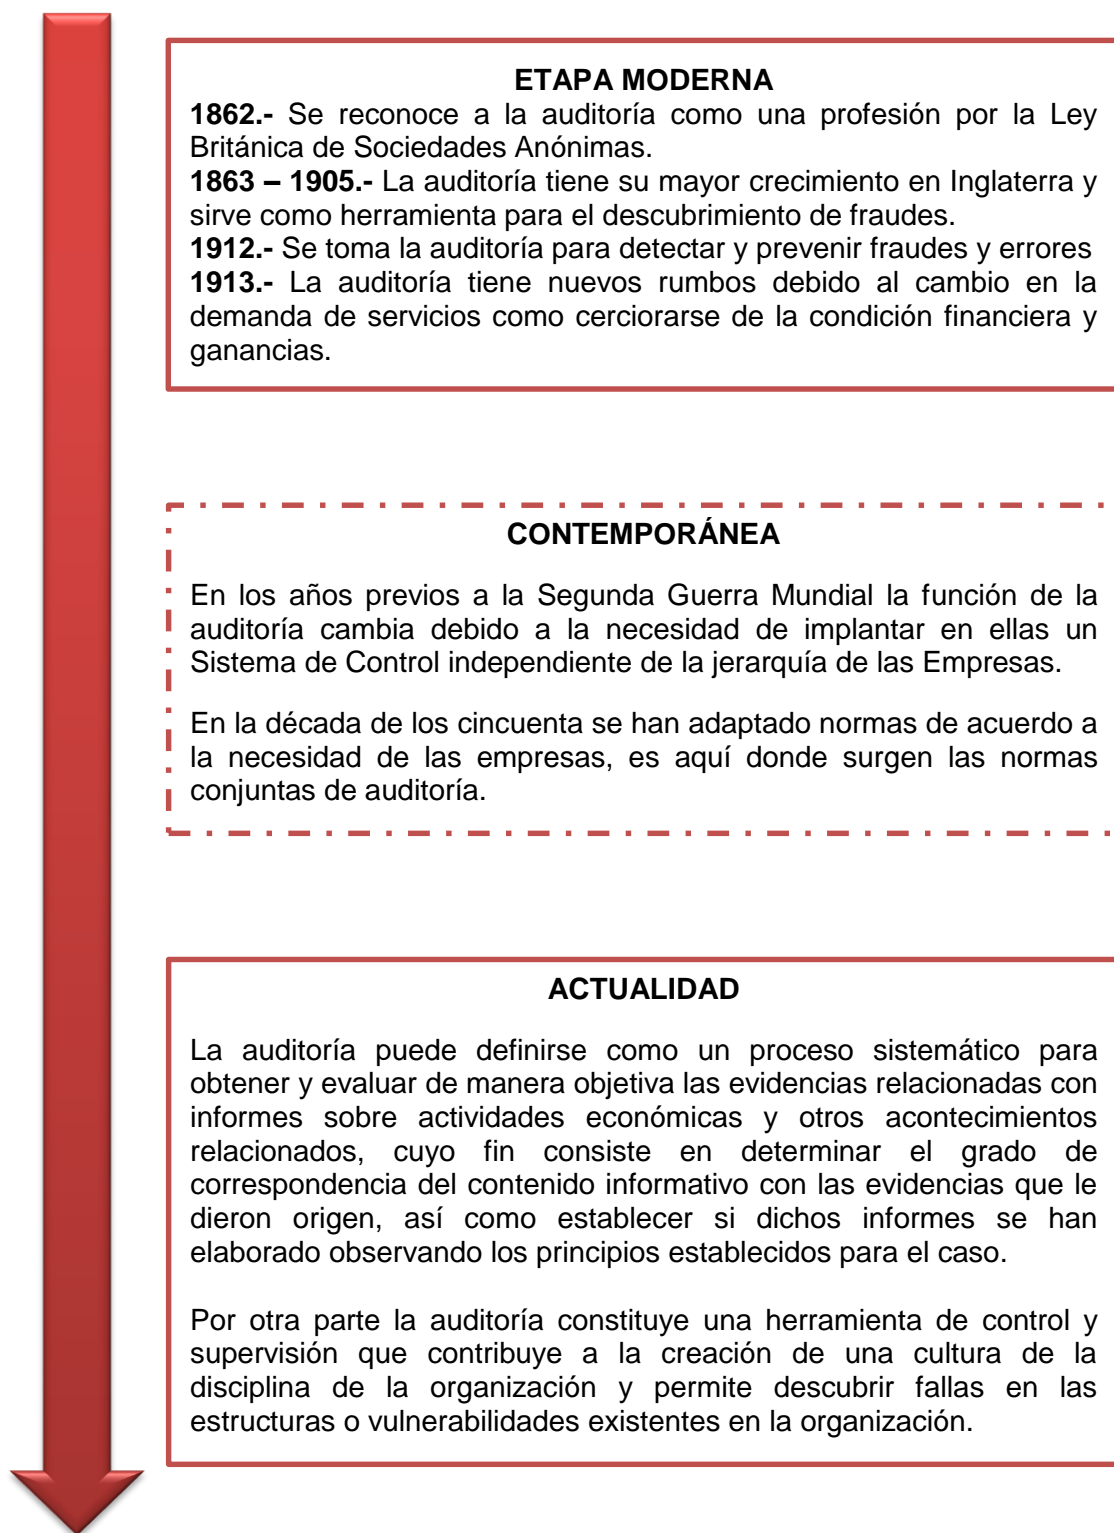 ETAPA MODERNA
1862.- Se reconoce a la auditoría como una profesión por la Ley
Británica de Sociedades Anónimas.
1863 – 1905.- La auditoría tiene su mayor crecimiento en Inglaterra y
sirve como herramienta para el descubrimiento de fraudes.
1912.- Se toma la auditoría para detectar y prevenir fraudes y errores
1913.- La auditoría tiene nuevos rumbos debido al cambio en la
demanda de servicios como cerciorarse de la condición financiera y
ganancias.
CONTEMPORÁNEA
En los años previos a la Segunda Guerra Mundial la función de la
auditoría cambia debido a la necesidad de implantar en ellas un
Sistema de Control independiente de la jerarquía de las Empresas.
En la década de los cincuenta se han adaptado normas de acuerdo a
la necesidad de las empresas, es aquí donde surgen las normas
conjuntas de auditoría.
ACTUALIDAD
La auditoría puede definirse como un proceso sistemático para
obtener y evaluar de manera objetiva las evidencias relacionadas con
informes sobre actividades económicas y otros acontecimientos
relacionados, cuyo fin consiste en determinar el grado de
correspondencia del contenido informativo con las evidencias que le
dieron origen, así como establecer si dichos informes se han
elaborado observando los principios establecidos para el caso.
Por otra parte la auditoría constituye una herramienta de control y
supervisión que contribuye a la creación de una cultura de la
disciplina de la organización y permite descubrir fallas en las
estructuras o vulnerabilidades existentes en la organización.